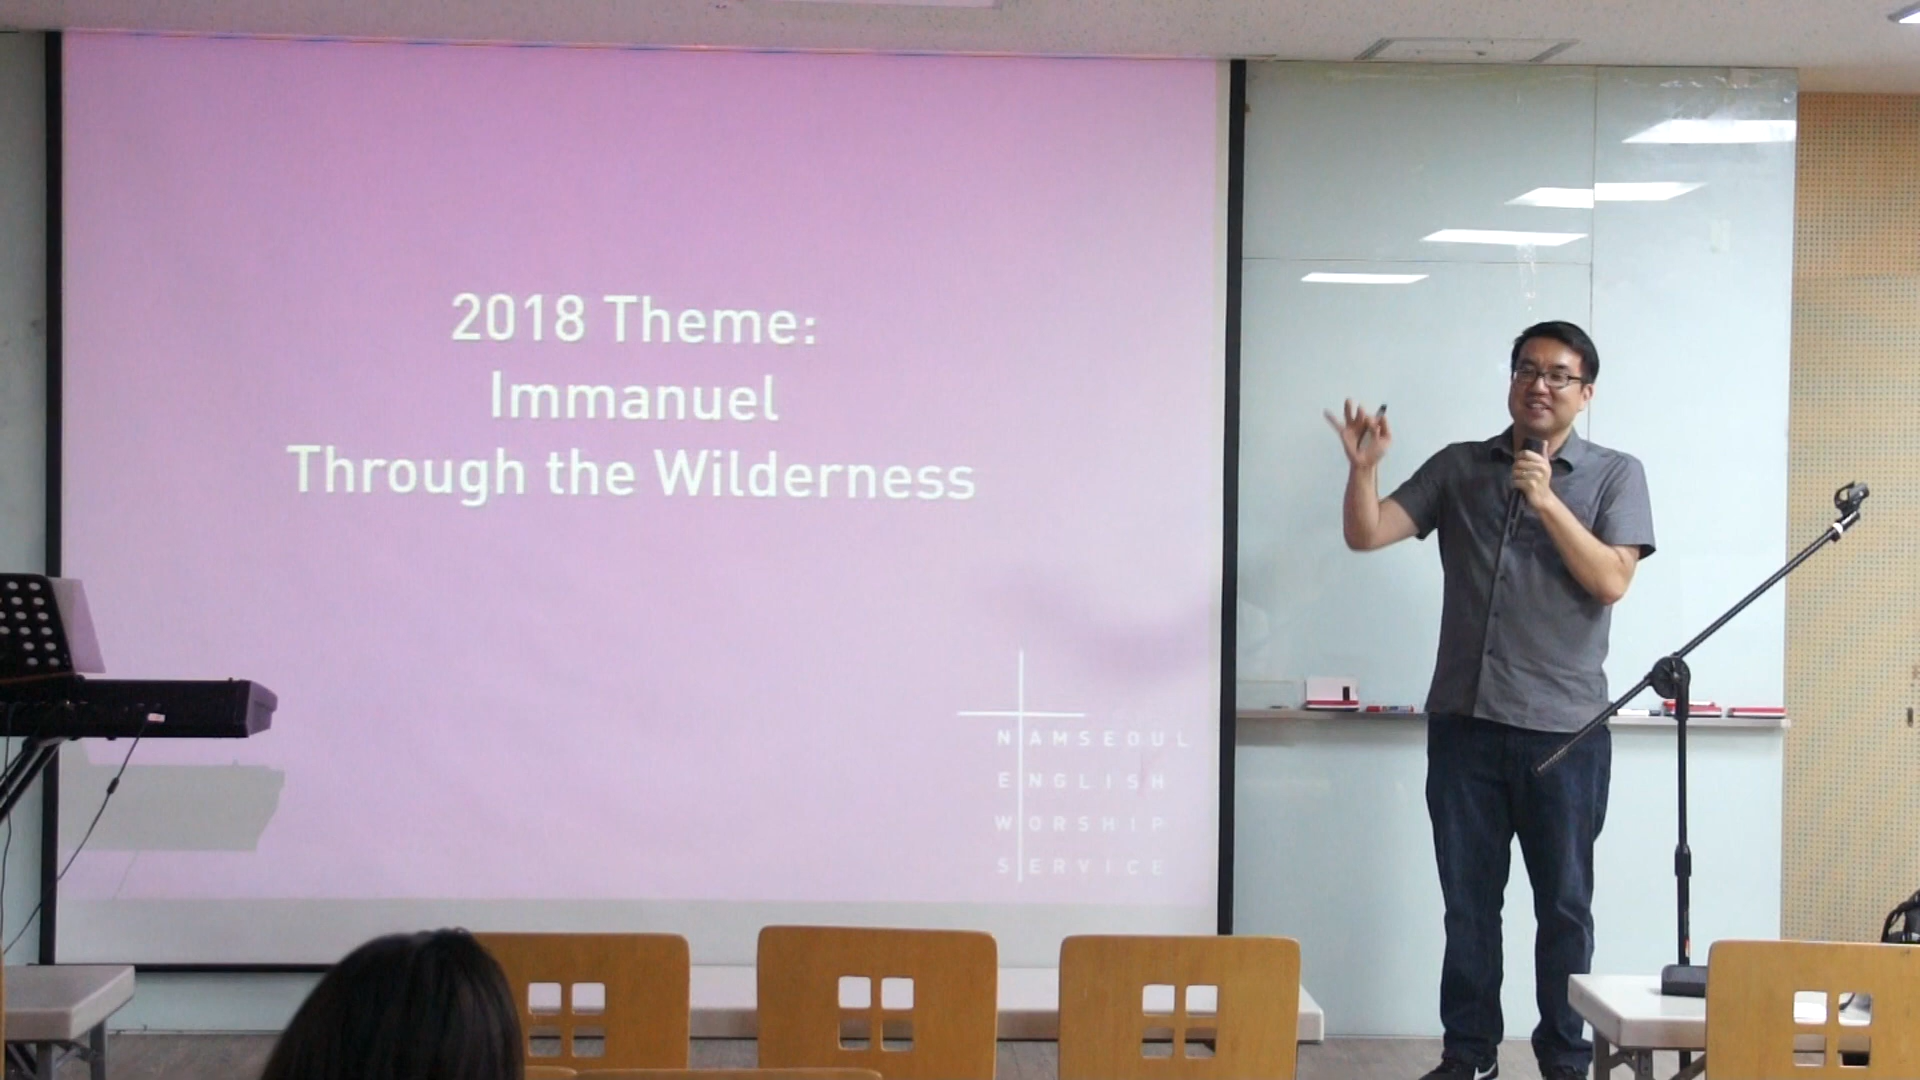 2018 Theme:
Immanuel
Through the Wilderness
NAMSEOUL
ENGLISH
WORSHIP
SERVICE